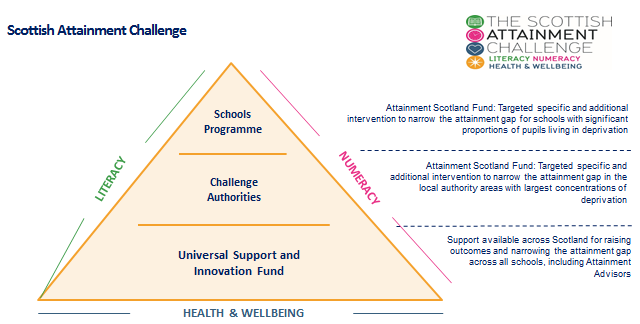 Scottish Attainment Challenge
THE SCOTTISH
ATTAINMENT
CHALLENGE
LITERACY NUMERACY
HEALTH & WELLBEING
Schools
Programme
Attainment Scotland Fund: Targeted specific and additional
intervention to narrow the attainment gap for schools with significant
proportions of pupils living in deprivation
LITERACY
NUMERACY
Challenge
Authorities
Attainment Scotland Fund: Targeted specific and
additional intervention to narrow the attainment gap in the
local authority areas with largest concentrations of
deprivation
Universal Support and
Innovation Fund
Support available across Scotland for raising
outcomes and narrowing the attainment gap
across all schools, including Attainment
Advisors
HEALTH & WELLBEING